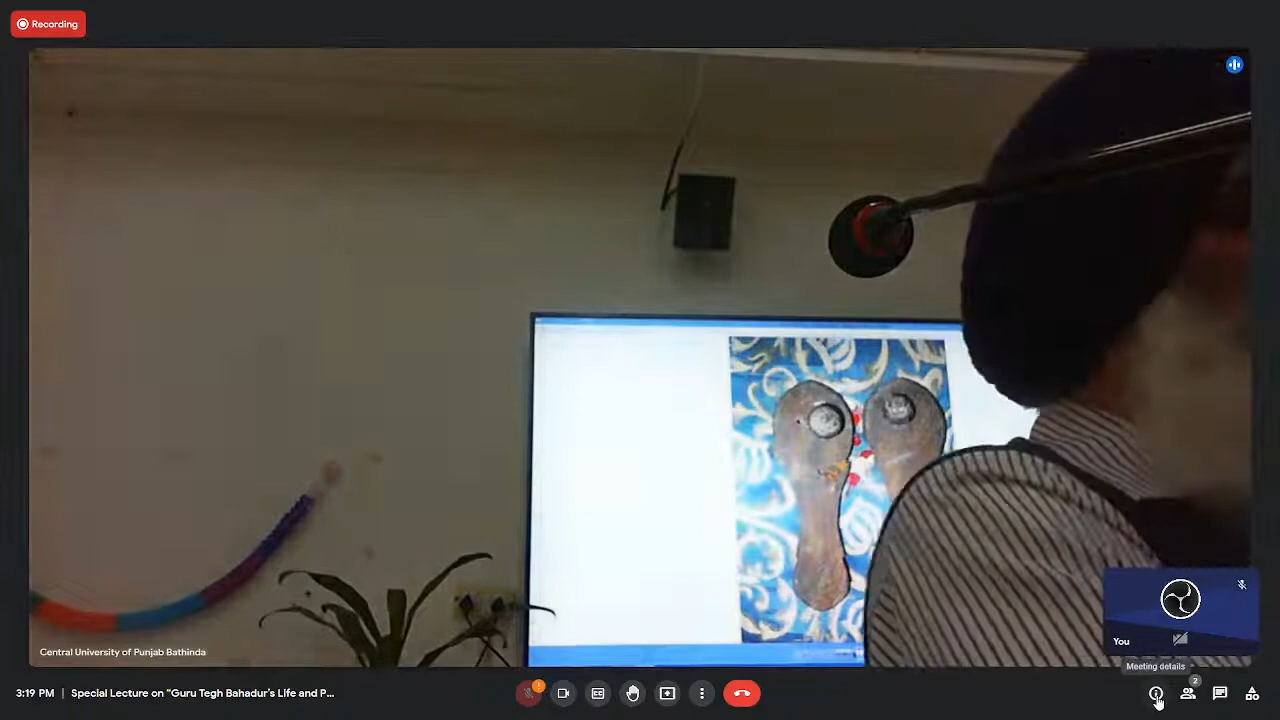 Recording
Central University of Punjab Bathinda
You
Meeting details
2
3:19 PM | Special Lecture on "Guru Tegh Bahadur's Life and P...